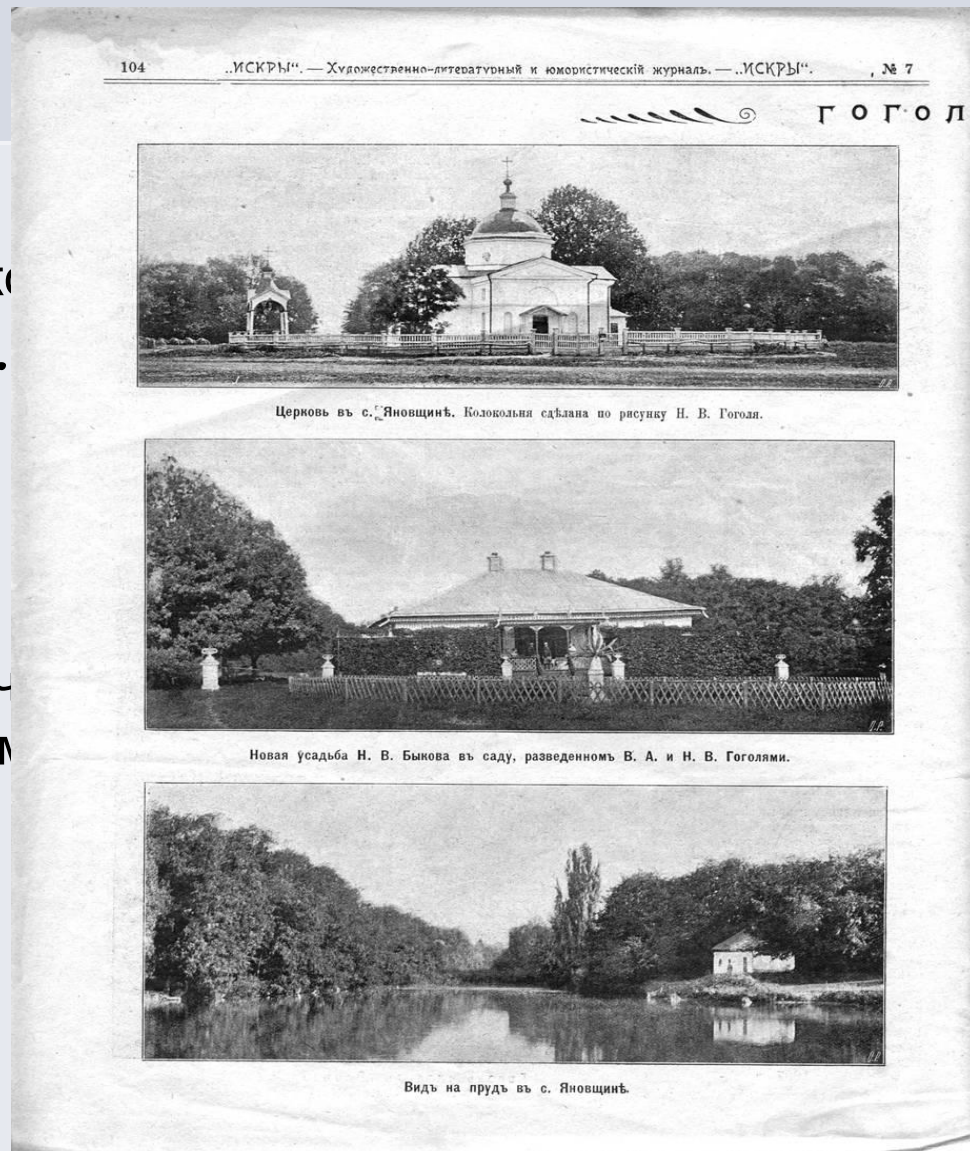 104 „ИСКРЫ“. — Художественно-литературный и юмористическій журналъ. — „ИСКРЫ“. № 7
ГОГОЛ
Церковь въ с. Яновщинѣ. Колокольня сдѣлана по рисунку Н. В. Гоголя.
Новая усадьба Н. В. Быкова въ саду, разведенномъ В. А. и Н. В. Гоголями.
Видъ на прудъ въ с. Яновщинѣ.